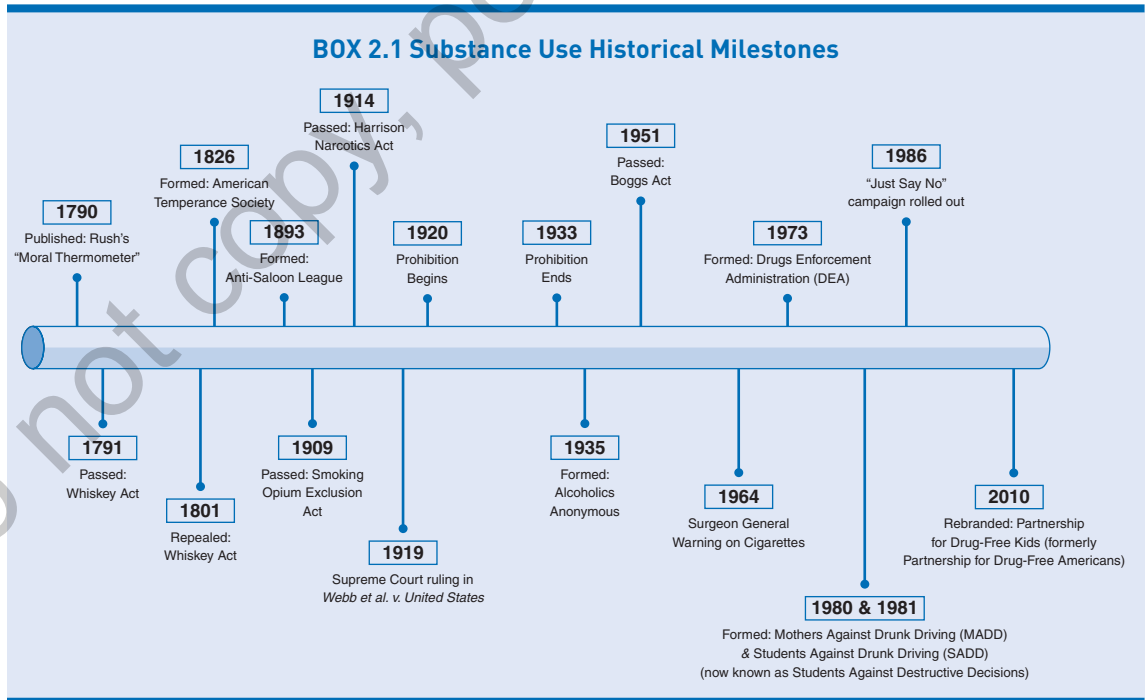 BOX 2.1 Substance Use Historical Milestones
1790
Published: Rush's
"Moral Thermometer"
1791
Passed:
Whiskey Act
1801
Repealed:
Whiskey Act
1826
Formed: American
Temperance Society
1893
Formed:
Anti-Saloon League
1909
Passed: Smoking
Opium Exclusion
Act
1914
Passed: Harrison
Narcotics Act
1919
Supreme Court ruling in
Webb et al. v. United States
1920
Prohibition
Begins
1933
Prohibition
Ends
1935
Formed:
Alcoholics
Anonymous
1951
Passed:
Boggs Act
1964
Surgeon General
Warning on Cigarettes
1973
Formed: Drugs Enforcement
Administration (DEA)
1980 & 1981
Formed: Mothers Against Drunk Driving (MADD)
& Students Against Drunk Driving (SADD)
(now known as Students Against Destructive Decisions)
1986
"Just Say No"
campaign rolled out
2010
Rebranded: Partnership
for Drug-Free Kids (formerly
Partnership for Drug-Free Americans)
not copy,